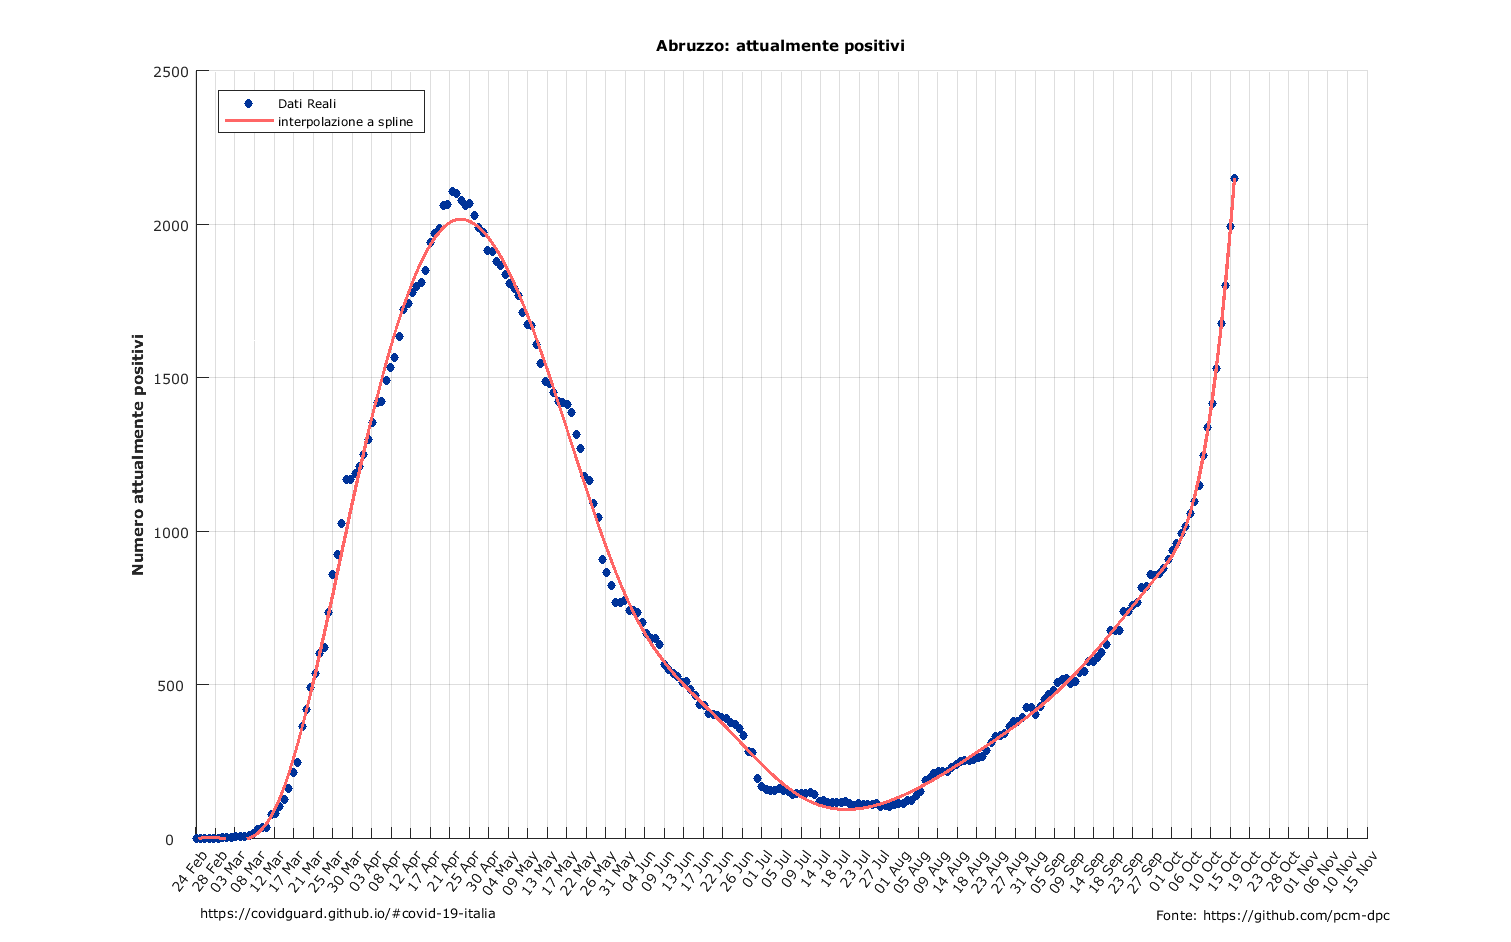 Abruzzo: attualmente positivi
Dati Reali
interpolazione a spline
Numero attualmente positivi
2500
2000
1500
1000
500
0
24 Feb
28 Feb
03 Mar
08 Mar
12 Mar
17 Mar
21 Mar
25 Mar
30 Mar
03 Apr
08 Apr
12 Apr
17 Apr
21 Apr
25 Apr
30 Apr
04 May
09 May
13 May
17 May
22 May
26 May
31 May
04 Jun
09 Jun
13 Jun
17 Jun
22 Jun
26 Jun
01 Jul
05 Jul
09 Jul
14 Jul
18 Jul
23 Jul
27 Jul
01 Aug
05 Aug
09 Aug
14 Aug
18 Aug
23 Aug
27 Aug
31 Aug
05 Sep
09 Sep
14 Sep
18 Sep
23 Sep
27 Sep
01 Oct
06 Oct
10 Oct
15 Oct
19 Oct
23 Oct
28 Oct
01 Nov
06 Nov
10 Nov
15 Nov
https://covidguard.github.io/#covid-19-italia
Fonte: https://github.com/pcm-dpc